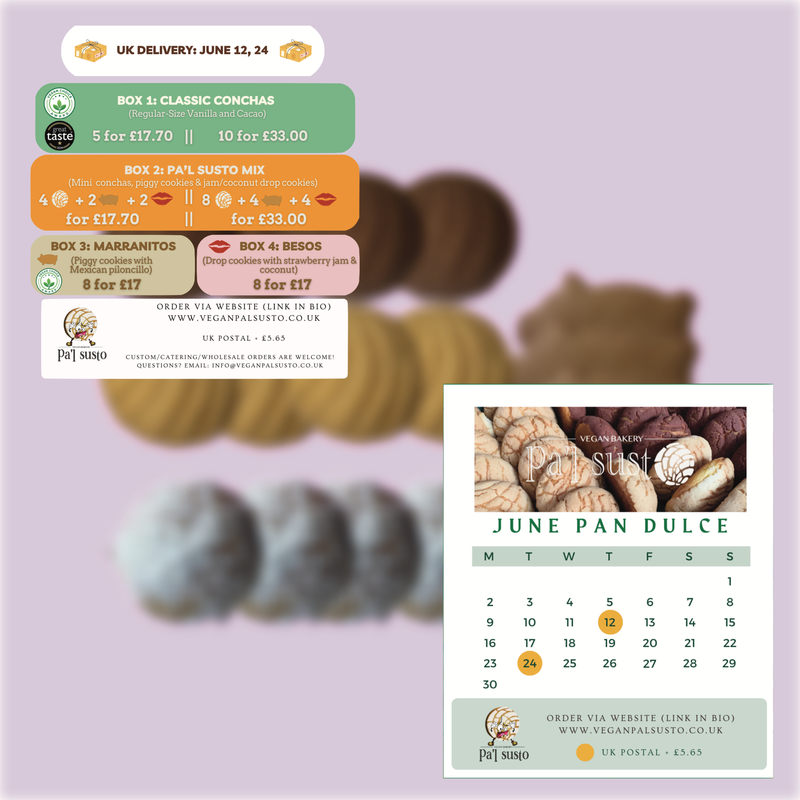 UK DELIVERY: JUNE 12, 24
BOX 1: CLASSIC CONCHAS
(Regular-Size Vanilla and Cacao)
great taste
5 for £17.70 || 10 for £33.00
BOX 2: PA'L SUSTO MIX
(Mini conchas, piggy cookies & jam/coconut drop cookies)
4 + 2 + 2 || 8 + 4 + 4
for £17.70 || for £33.00
BOX 3: MARRANITOS
(Piggy cookies with
Mexican piloncillo)
8 for £17
BOX 4: BESOS
(Drop cookies with strawberry jam &
coconut)
8 for £17
Pa'l susto
ORDER VIA WEBSITE (LINK IN BIO)
WWW.VEGANPALSUSTO.CO.UK
UK POSTAL + £5.65
CUSTOM/CATERING/WHOLESALE ORDERS ARE WELCOME!
QUESTIONS? EMAIL: INFO@VEGANPALSUSTO.CO.UK
VEGAN BAKERY
Pa'l susto
JUNE PAN DULCE
M T W T F S S
1
2 3 4 5 6 7 8
9 10 11 12 13 14 15
16 17 18 19 20 21 22
23 24 25 26 27 28 29
30
Pa'l susto
ORDER VIA WEBSITE (LINK IN BIO)
WWW.VEGANPALSUSTO.CO.UK
UK POSTAL + £5.65